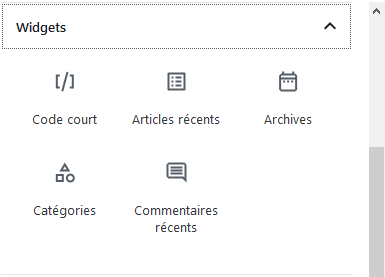 Widgets
Code court
Articles récents
Archives
Catégories
Commentaires
récents